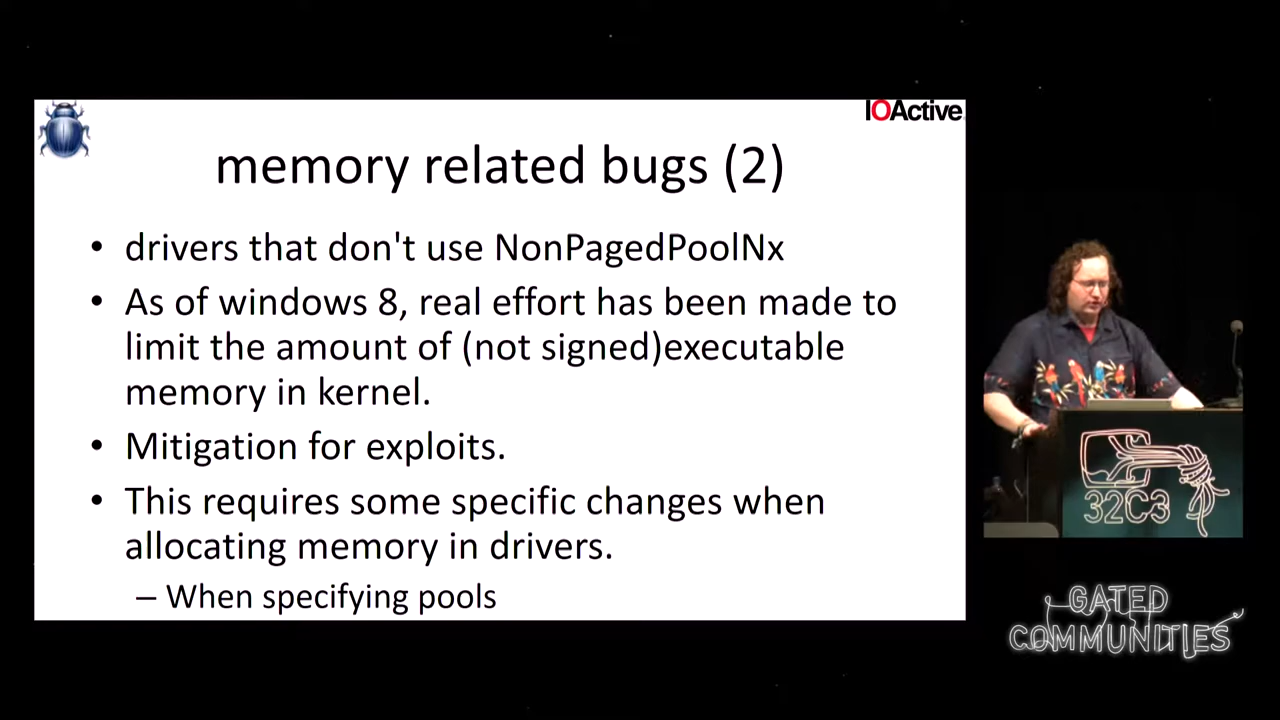 IOActive
memory related bugs (2)
• drivers that don't use NonPagedPoolNx
• As of windows 8, real effort has been made to
limit the amount of (not signed)executable
memory in kernel.
• Mitigation for exploits.
• This requires some specific changes when
allocating memory in drivers.
– When specifying pools
32C3
GATED
COMMUNITIES